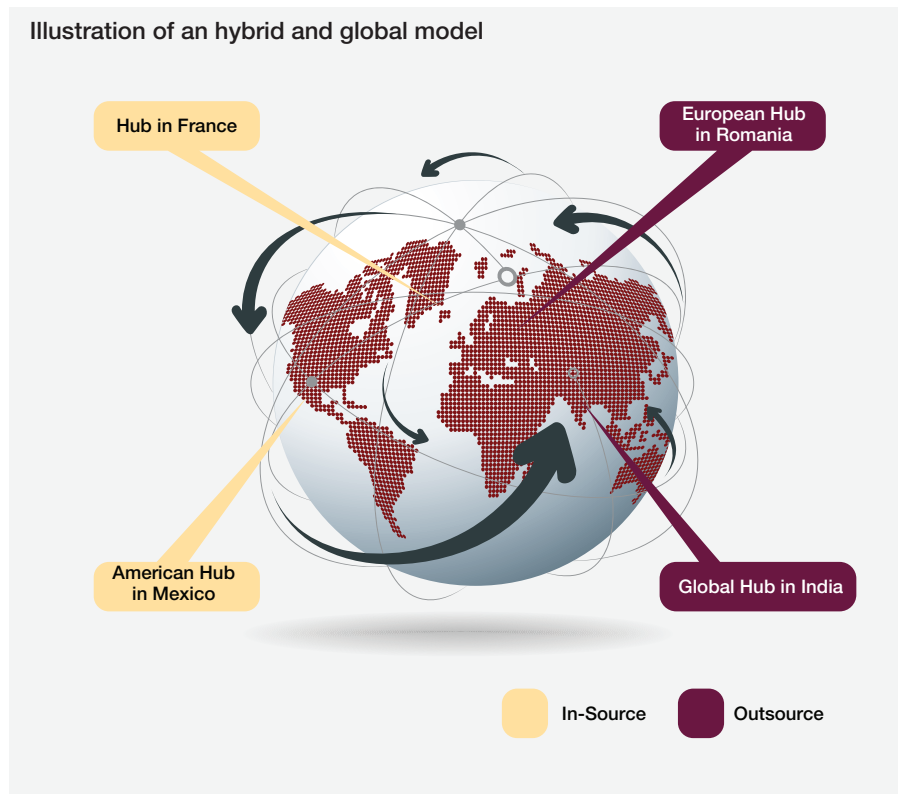 Illustration of an hybrid and global model
Hub in France
European Hub
in Romania
American Hub
in Mexico
Global Hub in India
In-Source
Outsource